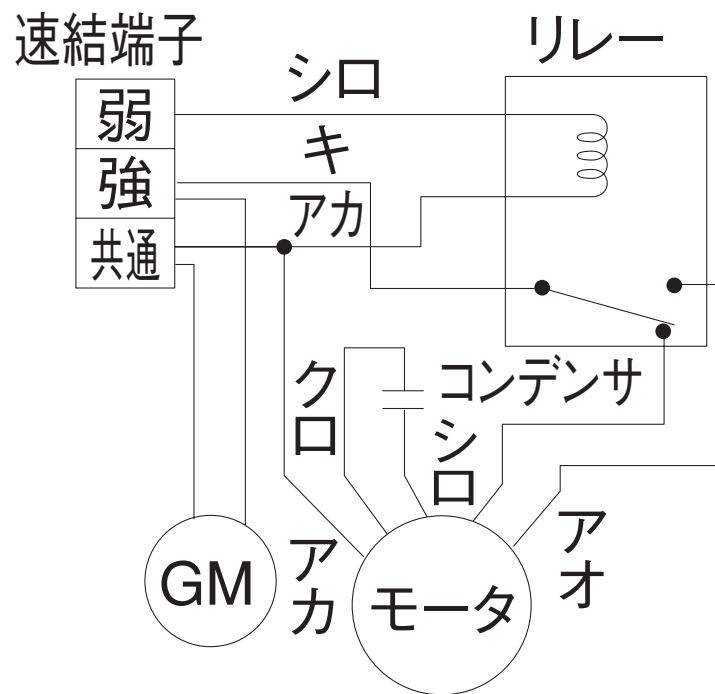 速結端子
リレー
弱
シロ
強
キ
アカ
共通
クロ
コンデンサ
シロ
アカ
アオ
GM
モータ